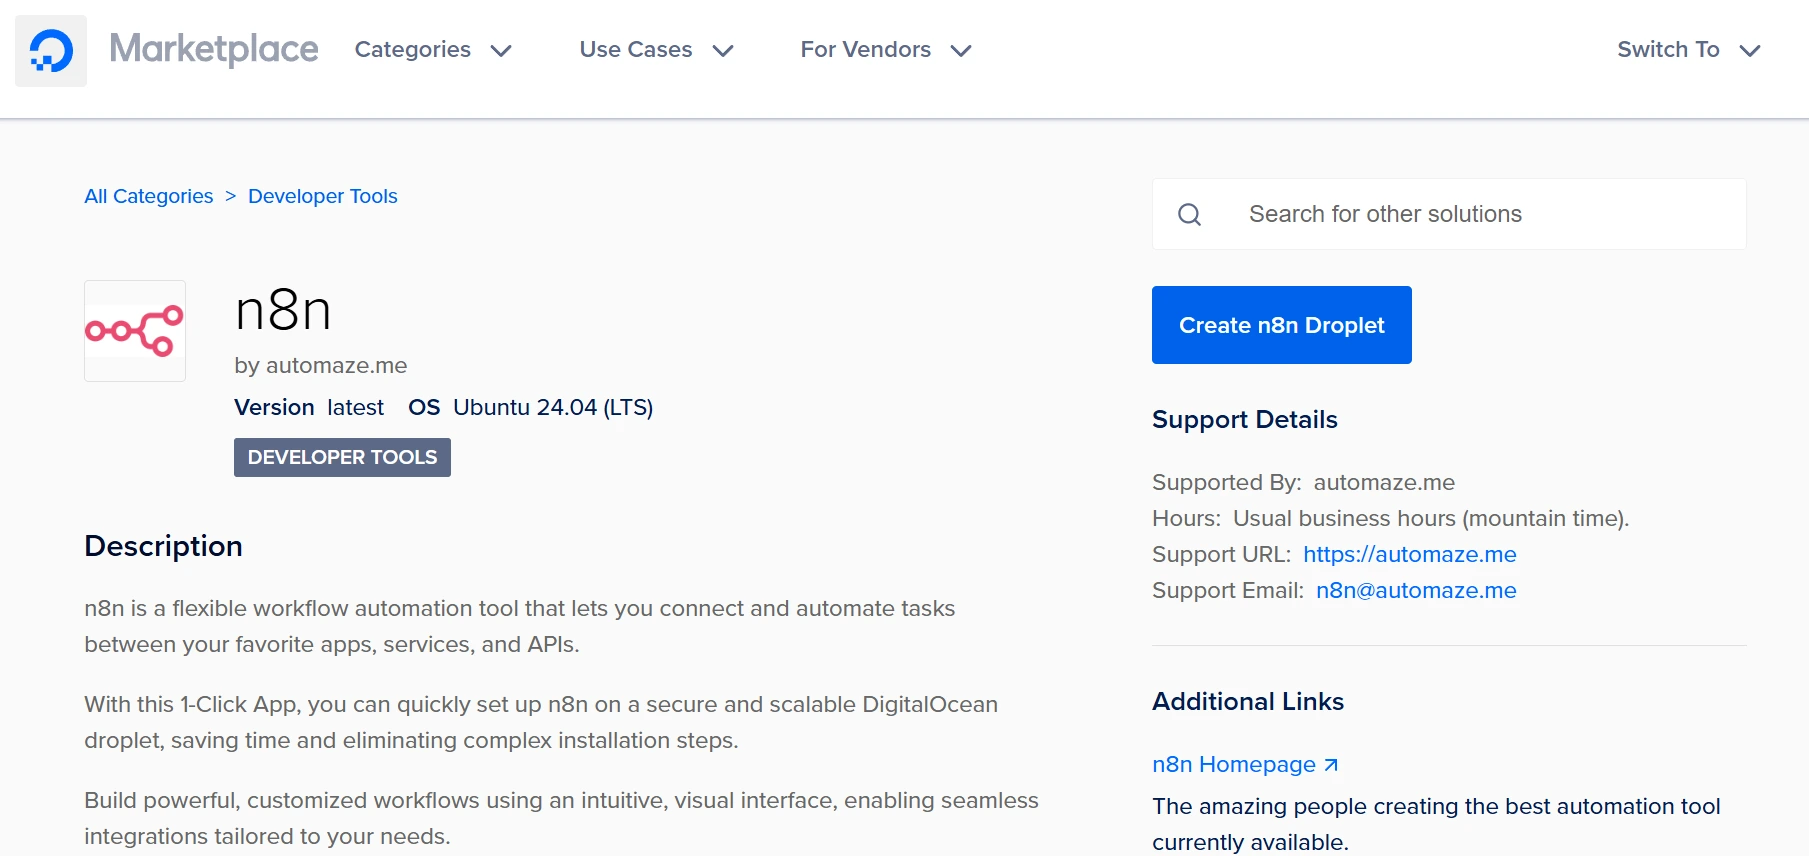 Marketplace Categories Use Cases For Vendors Switch To
All Categories > Developer Tools
Search for other solutions
n8n
by automaze.me
Version latest OS Ubuntu 24.04 (LTS)
DEVELOPER TOOLS
Create n8n Droplet
Description
n8n is a flexible workflow automation tool that lets you connect and automate tasks
between your favorite apps, services, and APIs.
With this 1-Click App, you can quickly set up n8n on a secure and scalable DigitalOcean
droplet, saving time and eliminating complex installation steps.
Build powerful, customized workflows using an intuitive, visual interface, enabling seamless
integrations tailored to your needs.
Support Details
Supported By: automaze.me
Hours: Usual business hours (mountain time).
Support URL: https://automaze.me
Support Email: n8n@automaze.me
Additional Links
n8n Homepage
The amazing people creating the best automation tool
currently available.